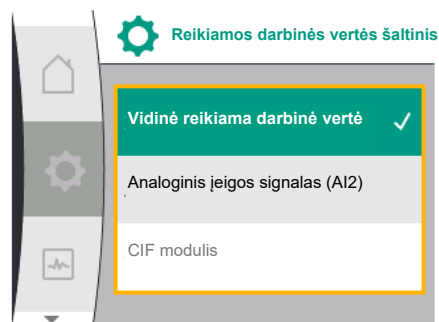 Reikiamos darbinės vertės šaltinis
Vidinė reikiama darbinė vertė
Analoginis įeigos signalas (AI2)
CIF modulis